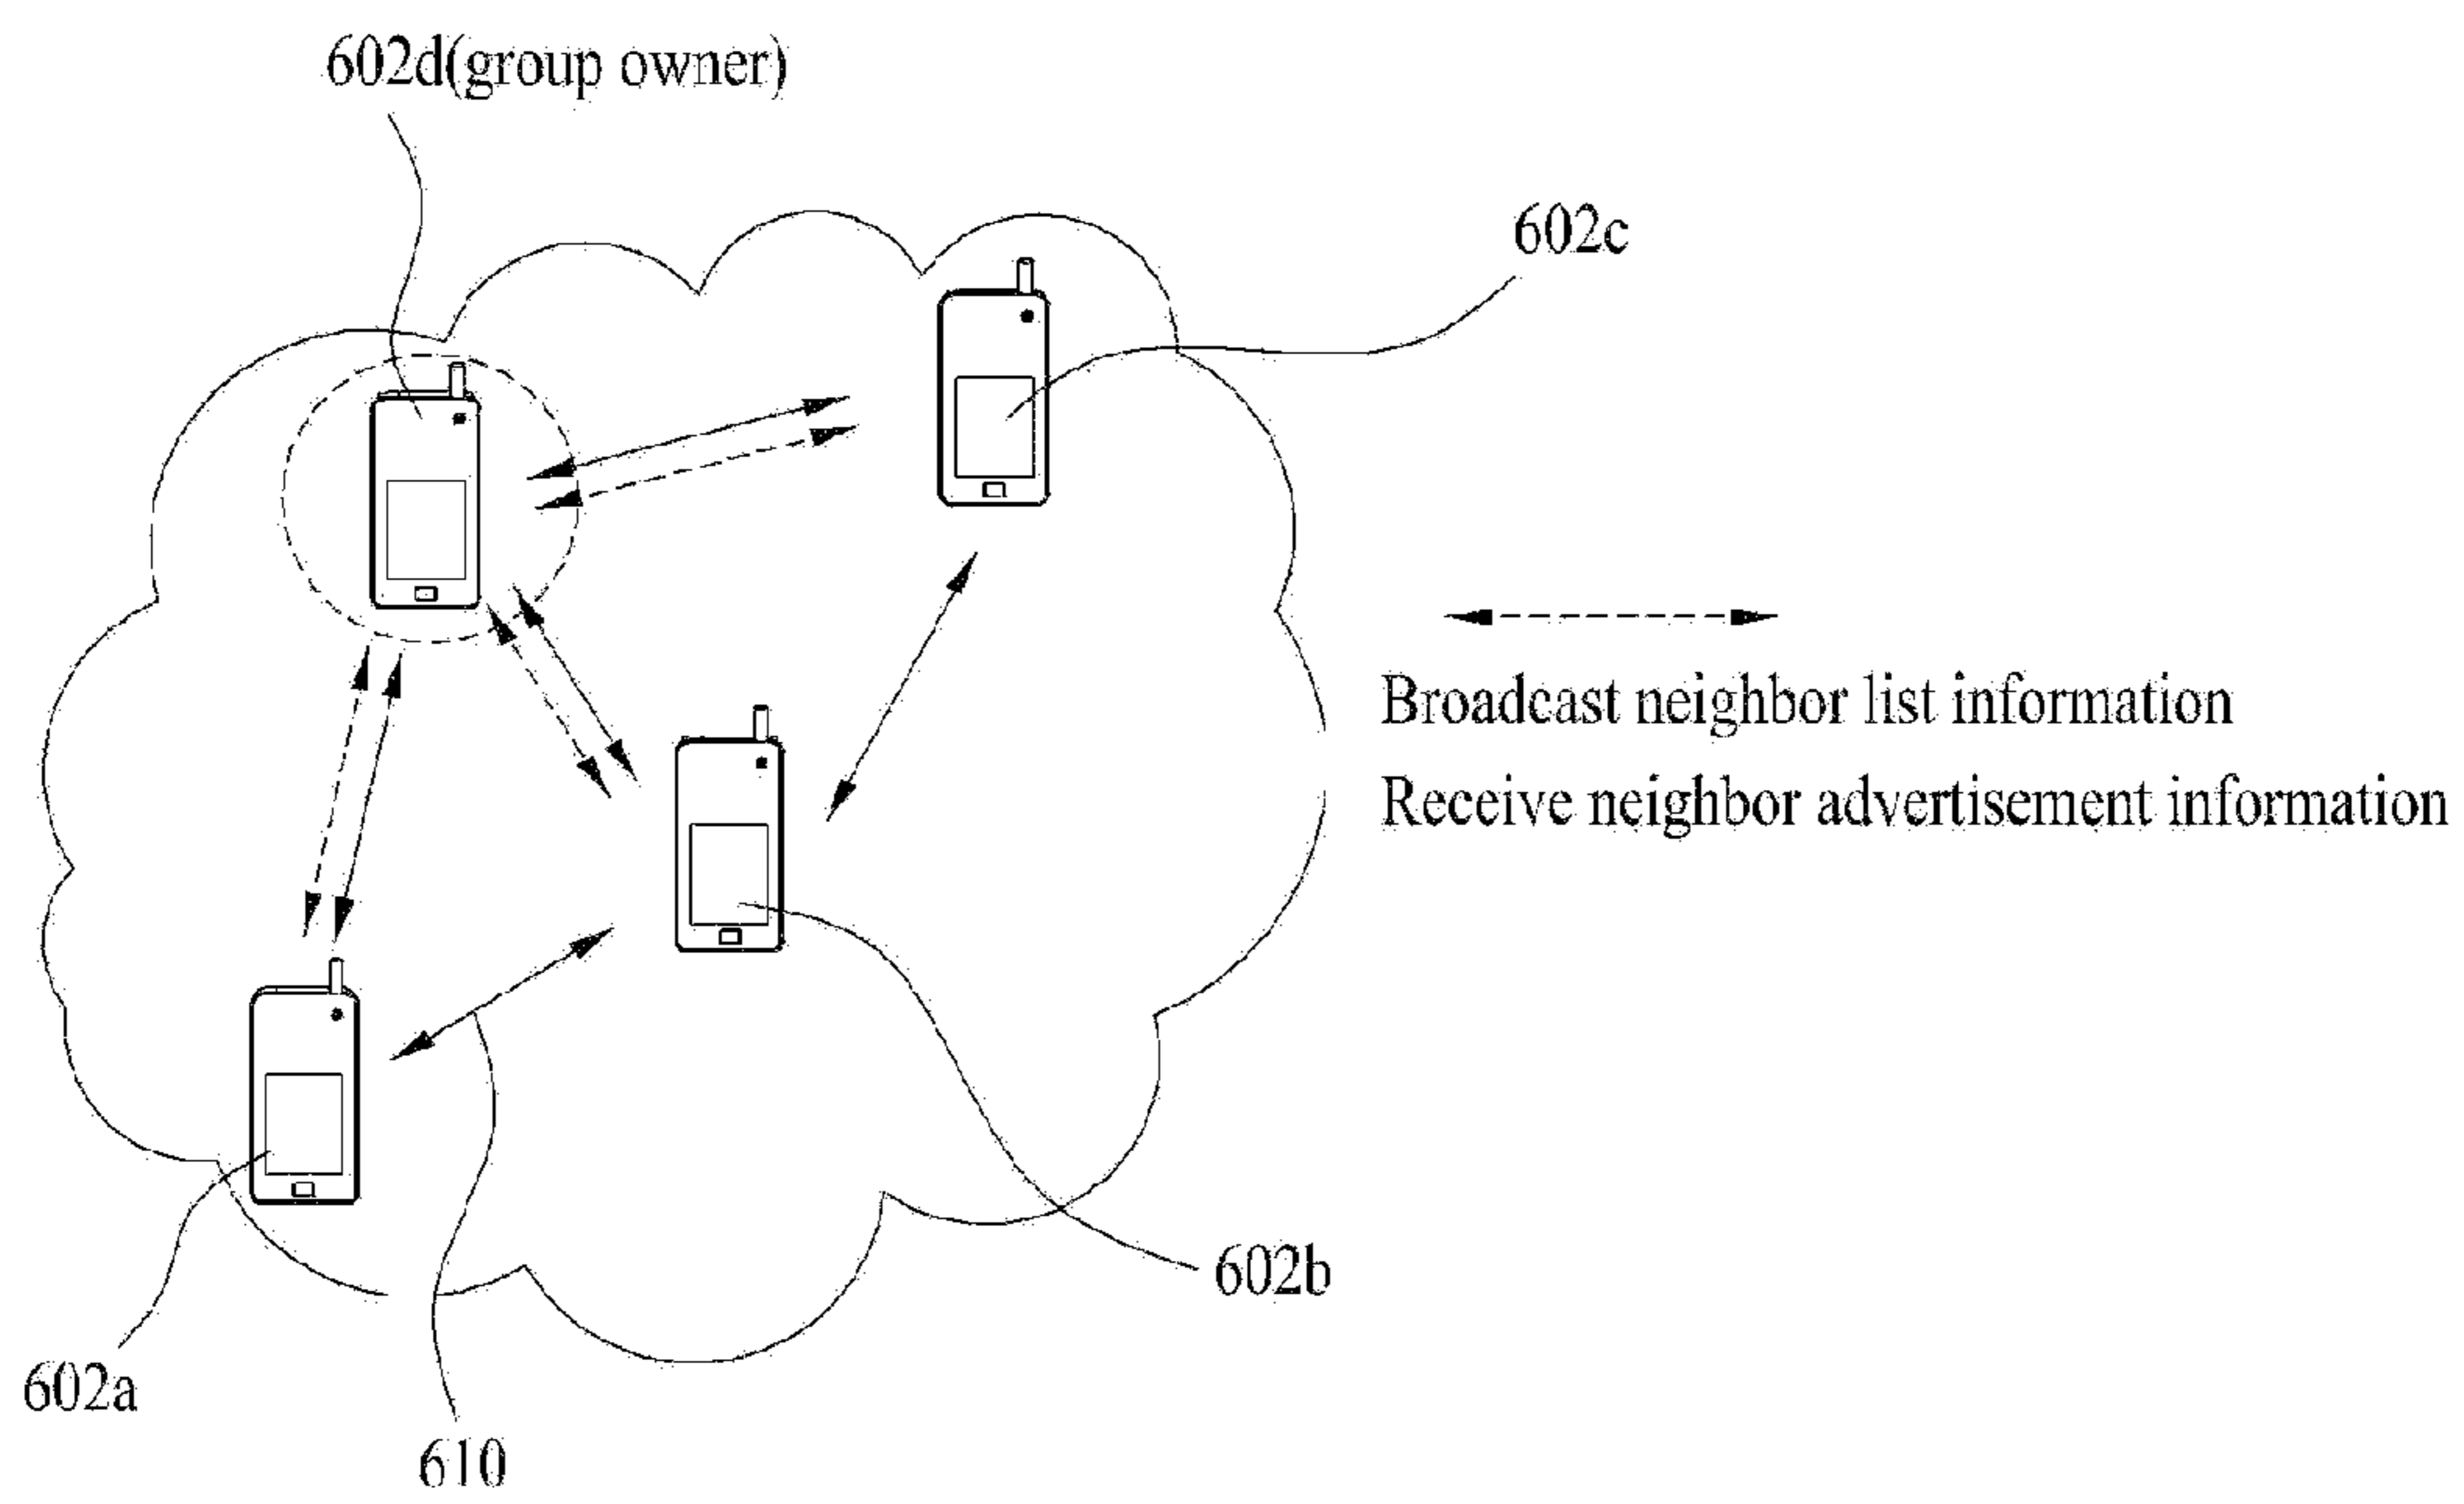 602d(group owner)
602c
Broadcast neighbor list information
Receive neighbor advertisement information
602b
602a
610